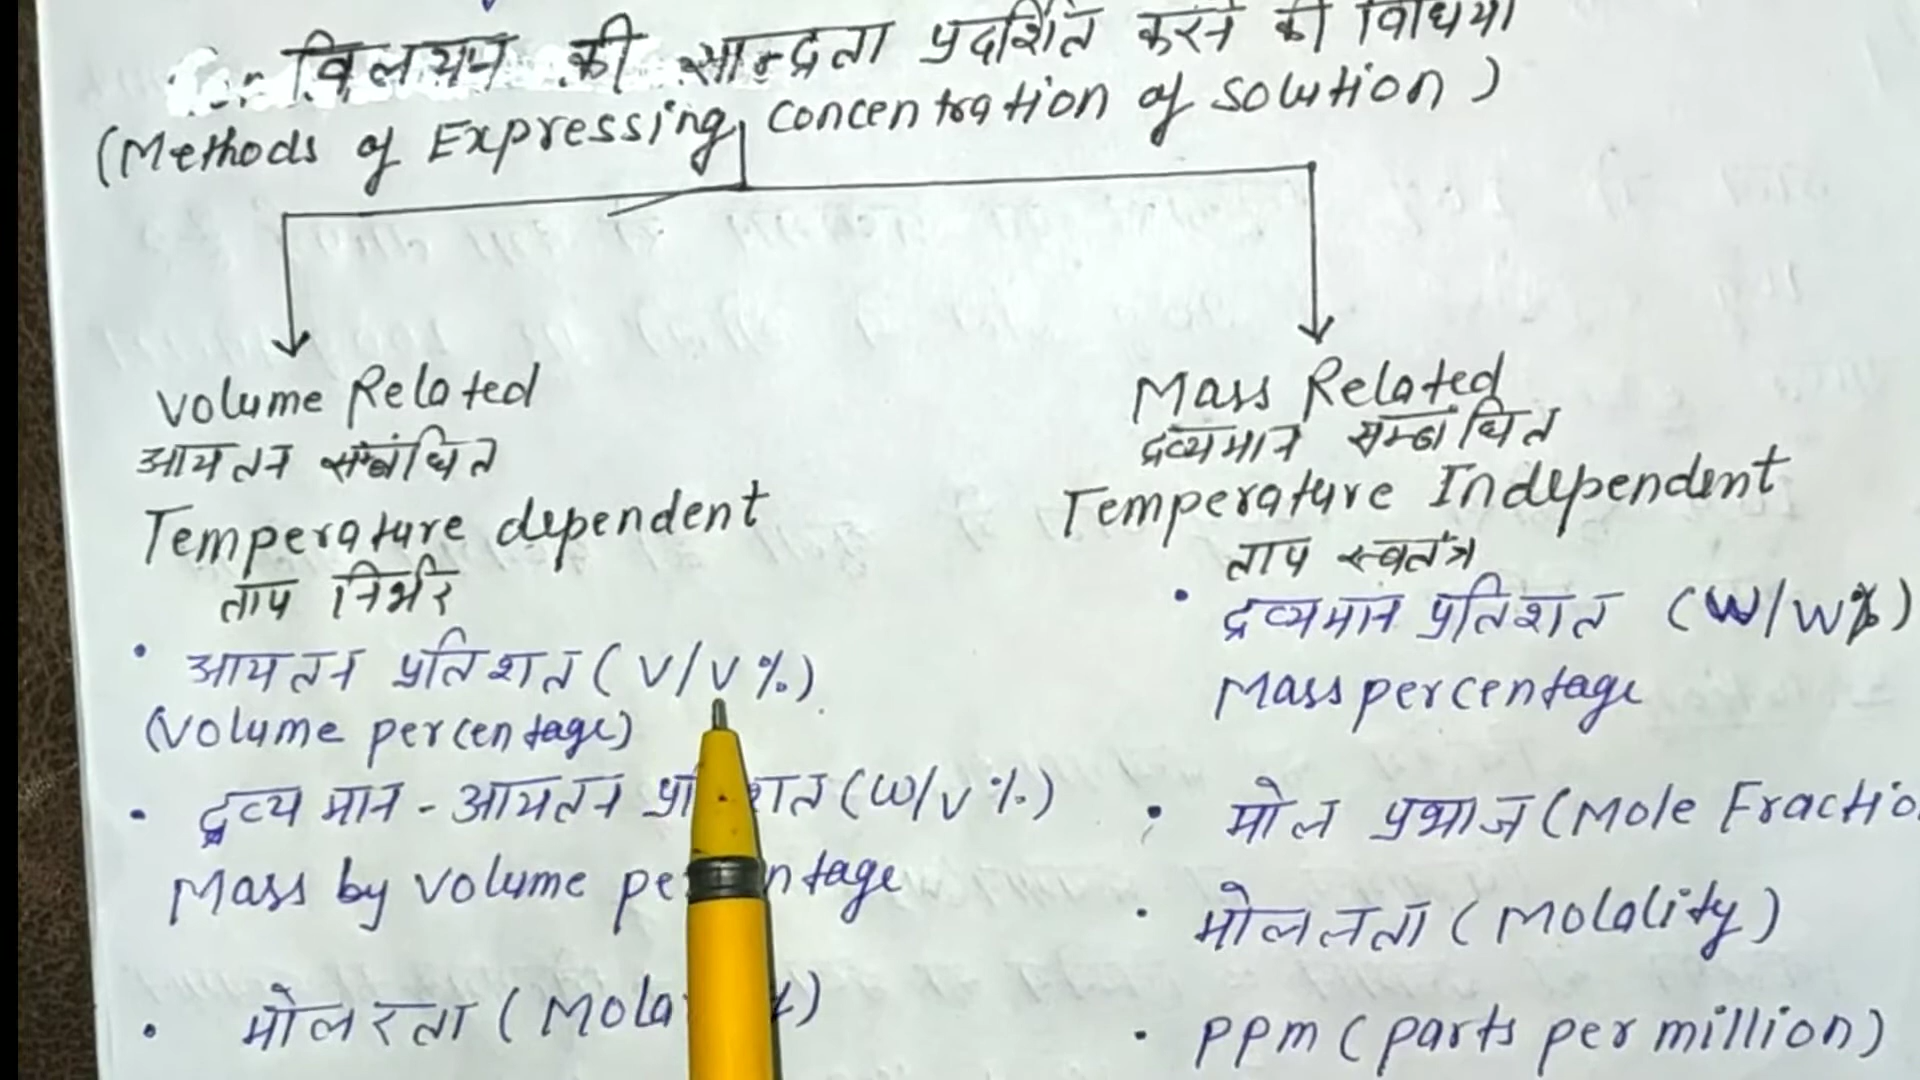 विलयन की सान्द्रता प्रदर्शित करने की विधियां
(Methods of Expressing concentration of solution)
Volume Related
आयतन संबंधित
Temperature dependent
ताप निर्भर
• आयतन प्रतिशत (V/V %)
(Volume percentage)
• द्रव्यमान - आयतन (W/V %)
Mass by volume
• मोलरता
Mass Related
द्रव्यमान सम्बंधित
Temperature Independent
ताप स्वतंत्र
• द्रव्यमान प्रतिशत (W/W%)
Mass percentage
• मोल प्रभाज (Mole Fractio
• मोललता (Molality)
• PPm (parts per million)